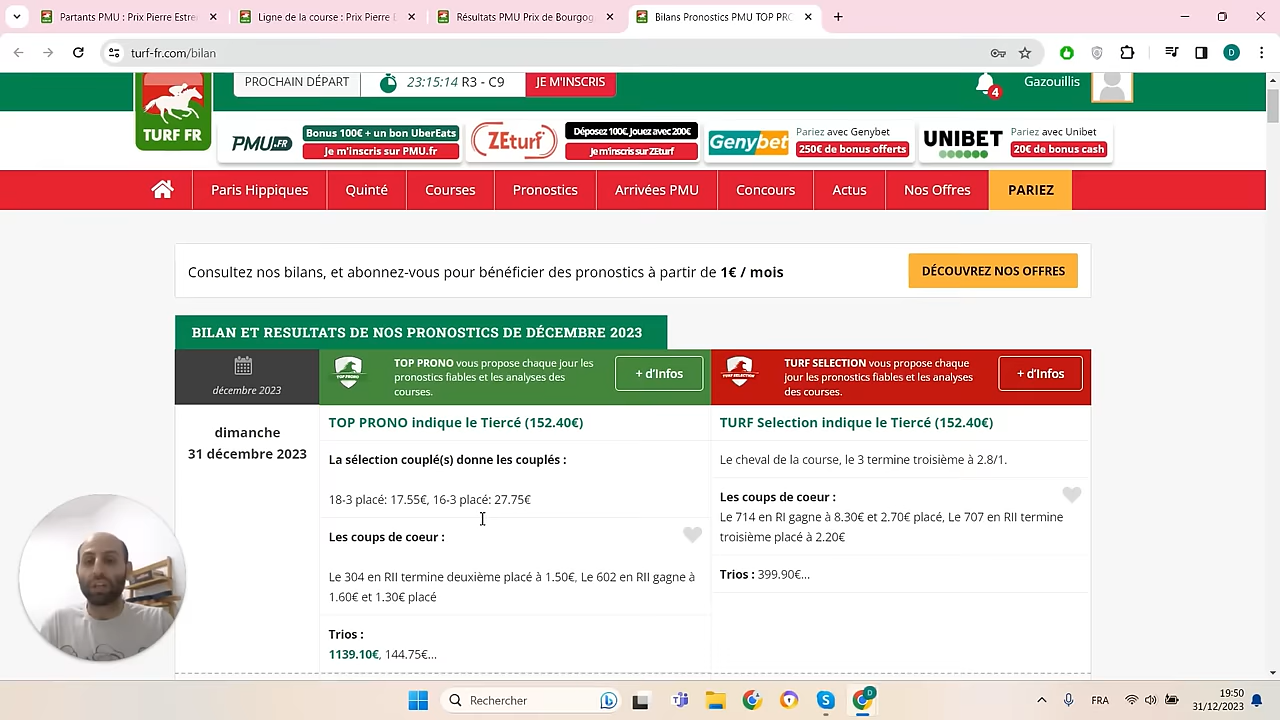 Partants PMU : Prix Pierre Estre
Ligne de la course : Prix Pierre E
Résultats PMU Prix de Bourgog
Bilans Pronostics PMU TOP PRO
turf-fr.com/bilan
D
TURF FR
PROCHAIN DÉPART
23:15:14 R3 - C9
JE M'INSCRIS
4
Gazouillis
PMU.FR
Bonus 100€ + un bon UberEats
Je m'inscris sur PMU.fr
ZEturf
Déposez 100€, Jouez avec 200€
Je m'inscris sur ZEturf
Genybet
Pariez avec Genybet
250€ de bonus offerts
UNIBET
Pariez avec Unibet
20€ de bonus cash
Paris Hippiques
Quinté
Courses
Pronostics
Arrivées PMU
Concours
Actus
Nos Offres
PARIEZ
Consultez nos bilans, et abonnez-vous pour bénéficier des pronostics à partir de 1€ / mois
DÉCOUVREZ NOS OFFRES
BILAN ET RESULTATS DE NOS PRONOSTICS DE DÉCEMBRE 2023
décembre 2023
TOP PRONO
TOP PRONO vous propose chaque jour les
pronostics fiables et les analyses des
courses.
+ d'Infos
TURF SELECTION
TURF SELECTION vous propose chaque
jour les pronostics fiables et les analyses
des courses.
+ d'Infos
dimanche
31 décembre 2023
TOP PRONO indique le Tiercé (152.40€)
La sélection couplé(s) donne les couplés :
18-3 placé: 17.55€, 16-3 placé: 27.75€
Les coups de coeur :
Le 304 en RII termine deuxième placé à 1.50€, Le 602 en RII gagne à
1.60€ et 1.30€ placé
Trios :
1139.10€, 144.75€...
TURF Selection indique le Tiercé (152.40€)
Le cheval de la course, le 3 termine troisième à 2.8/1.
Les coups de coeur :
Le 714 en RI gagne à 8.30€ et 2.70€ placé, Le 707 en RII termine
troisième placé à 2.20€
Trios : 399.90€...
Rechercher
FRA
19:50
31/12/2023